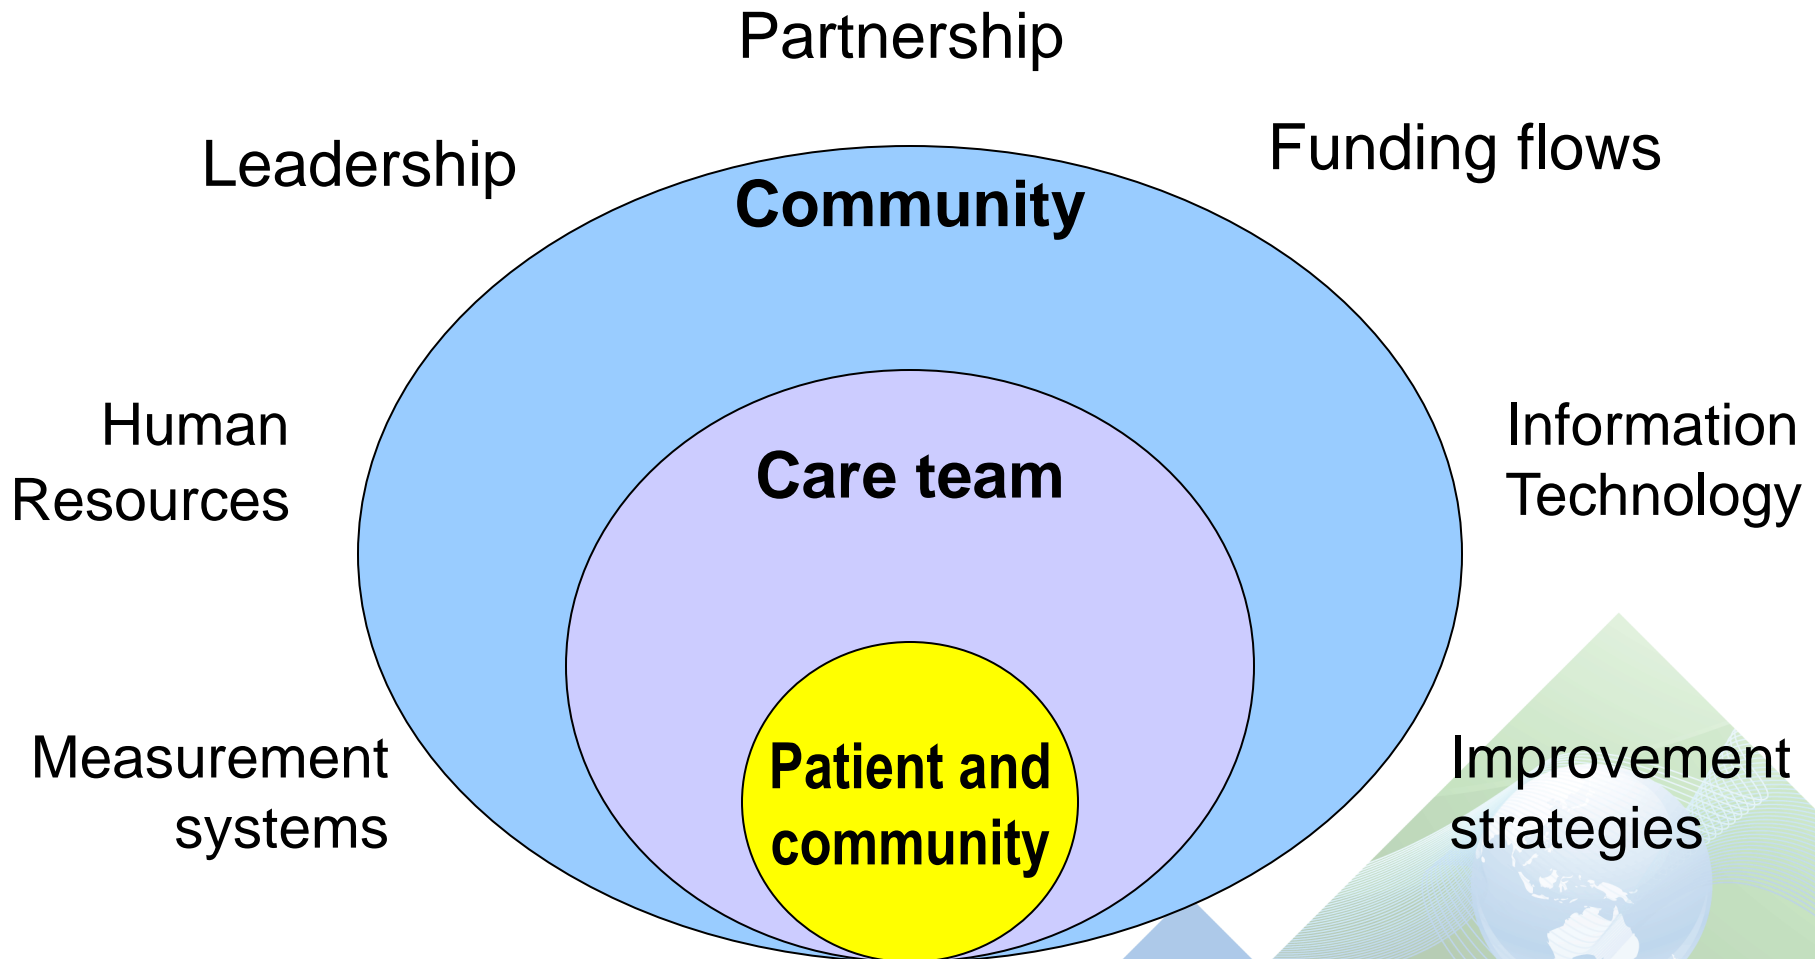 Partnership
Leadership
Funding flows
Community
Human
Resources
Care team
Information
Technology
Measurement
systems
Patient and
community
Improvement
strategies